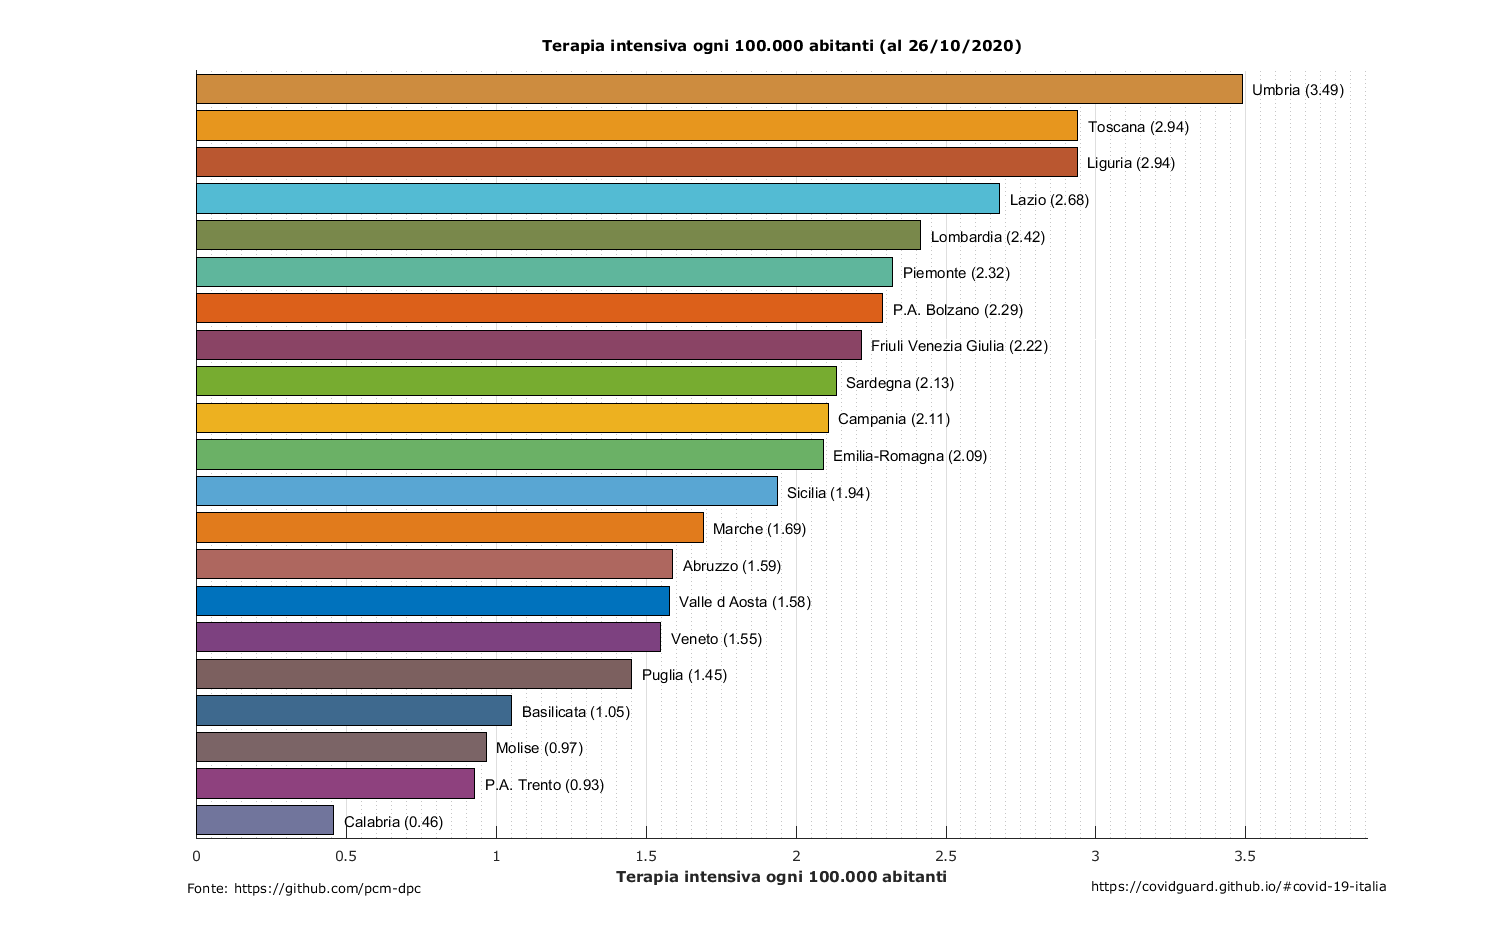 Terapia intensiva ogni 100.000 abitanti (al 26/10/2020)
Umbria (3.49)
Toscana (2.94)
Liguria (2.94)
Lazio (2.68)
Lombardia (2.42)
Piemonte (2.32)
P.A. Bolzano (2.29)
Friuli Venezia Giulia (2.22)
Sardegna (2.13)
Campania (2.11)
Emilia-Romagna (2.09)
Sicilia (1.94)
Marche (1.69)
Abruzzo (1.59)
Valle d Aosta (1.58)
Veneto (1.55)
Puglia (1.45)
Basilicata (1.05)
Molise (0.97)
P.A. Trento (0.93)
Calabria (0.46)
0 0.5 1 1.5 2 2.5 3 3.5
Terapia intensiva ogni 100.000 abitanti
Fonte: https://github.com/pcm-dpc
https://covidguard.github.io/#covid-19-italia